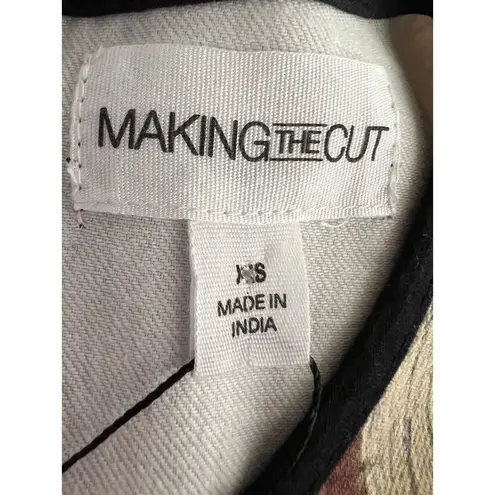 MAKING THE CUT
XS
MADE IN
INDIA